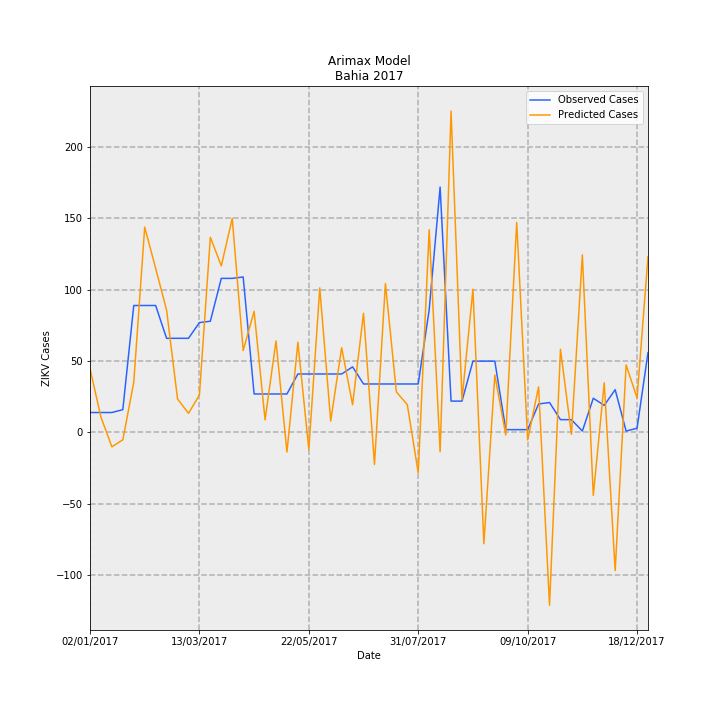 Arimax Model
Bahia 2017
Observed Cases
Predicted Cases
ZIKV Cases
200
150
100
50
0
−50
−100
02/01/2017
13/03/2017
22/05/2017
31/07/2017
09/10/2017
18/12/2017
Date